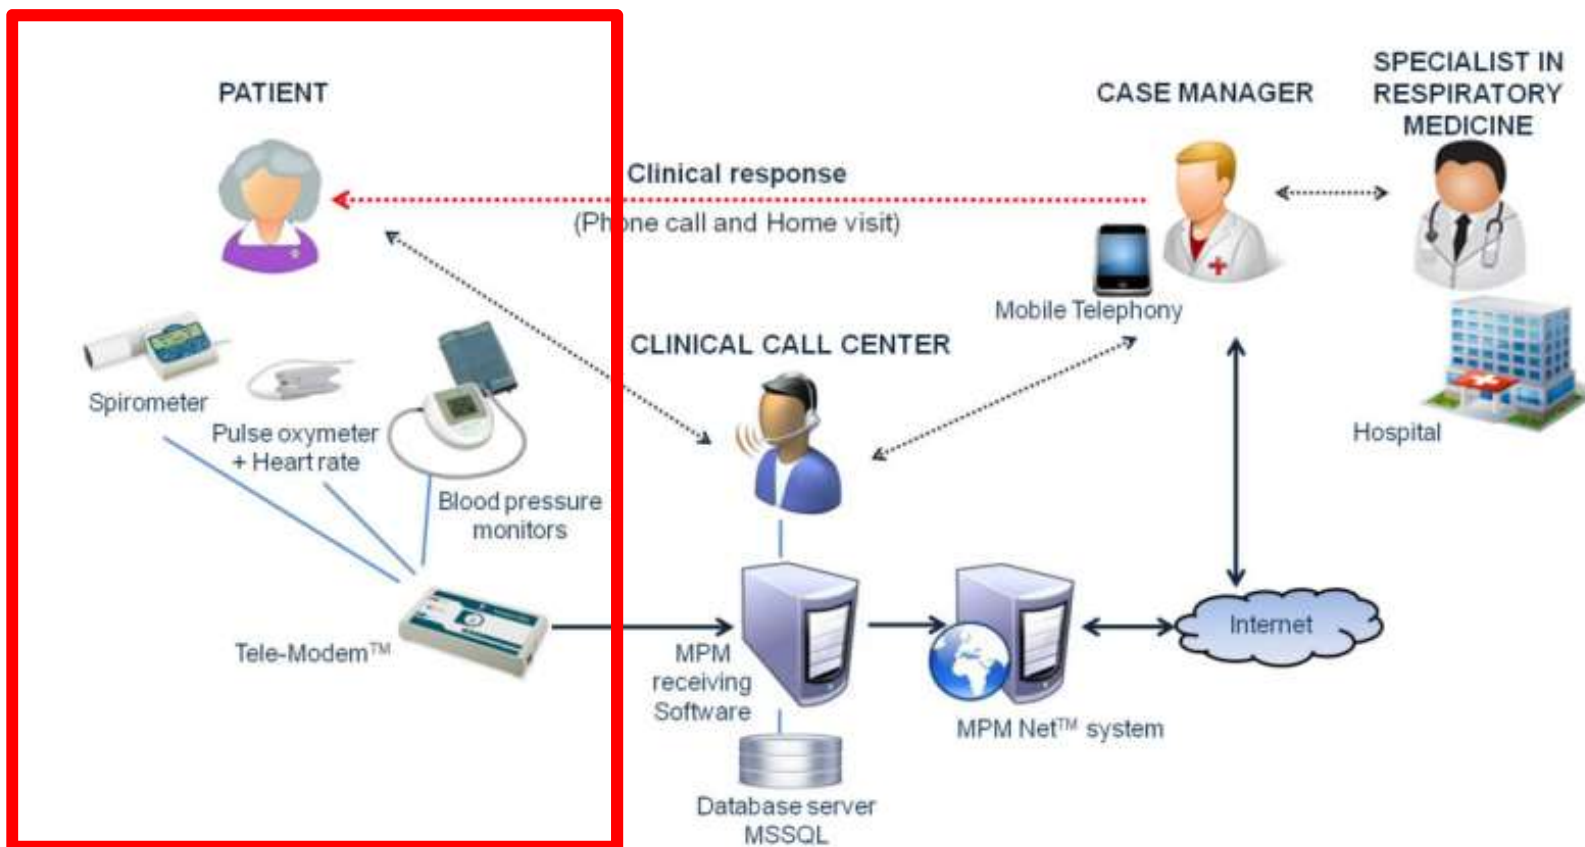 PATIENT
CASE MANAGER
SPECIALIST IN
RESPIRATORY
MEDICINE
Clinical response
(Phone call and Home visit)
Mobile Telephony
CLINICAL CALL CENTER
Spirometer
Pulse oxymeter
+ Heart rate
Blood pressure
monitors
Hospital
Tele-Modem™
MPM
receiving
Software
Internet
MPM Net™ system
Database server
MSSQL